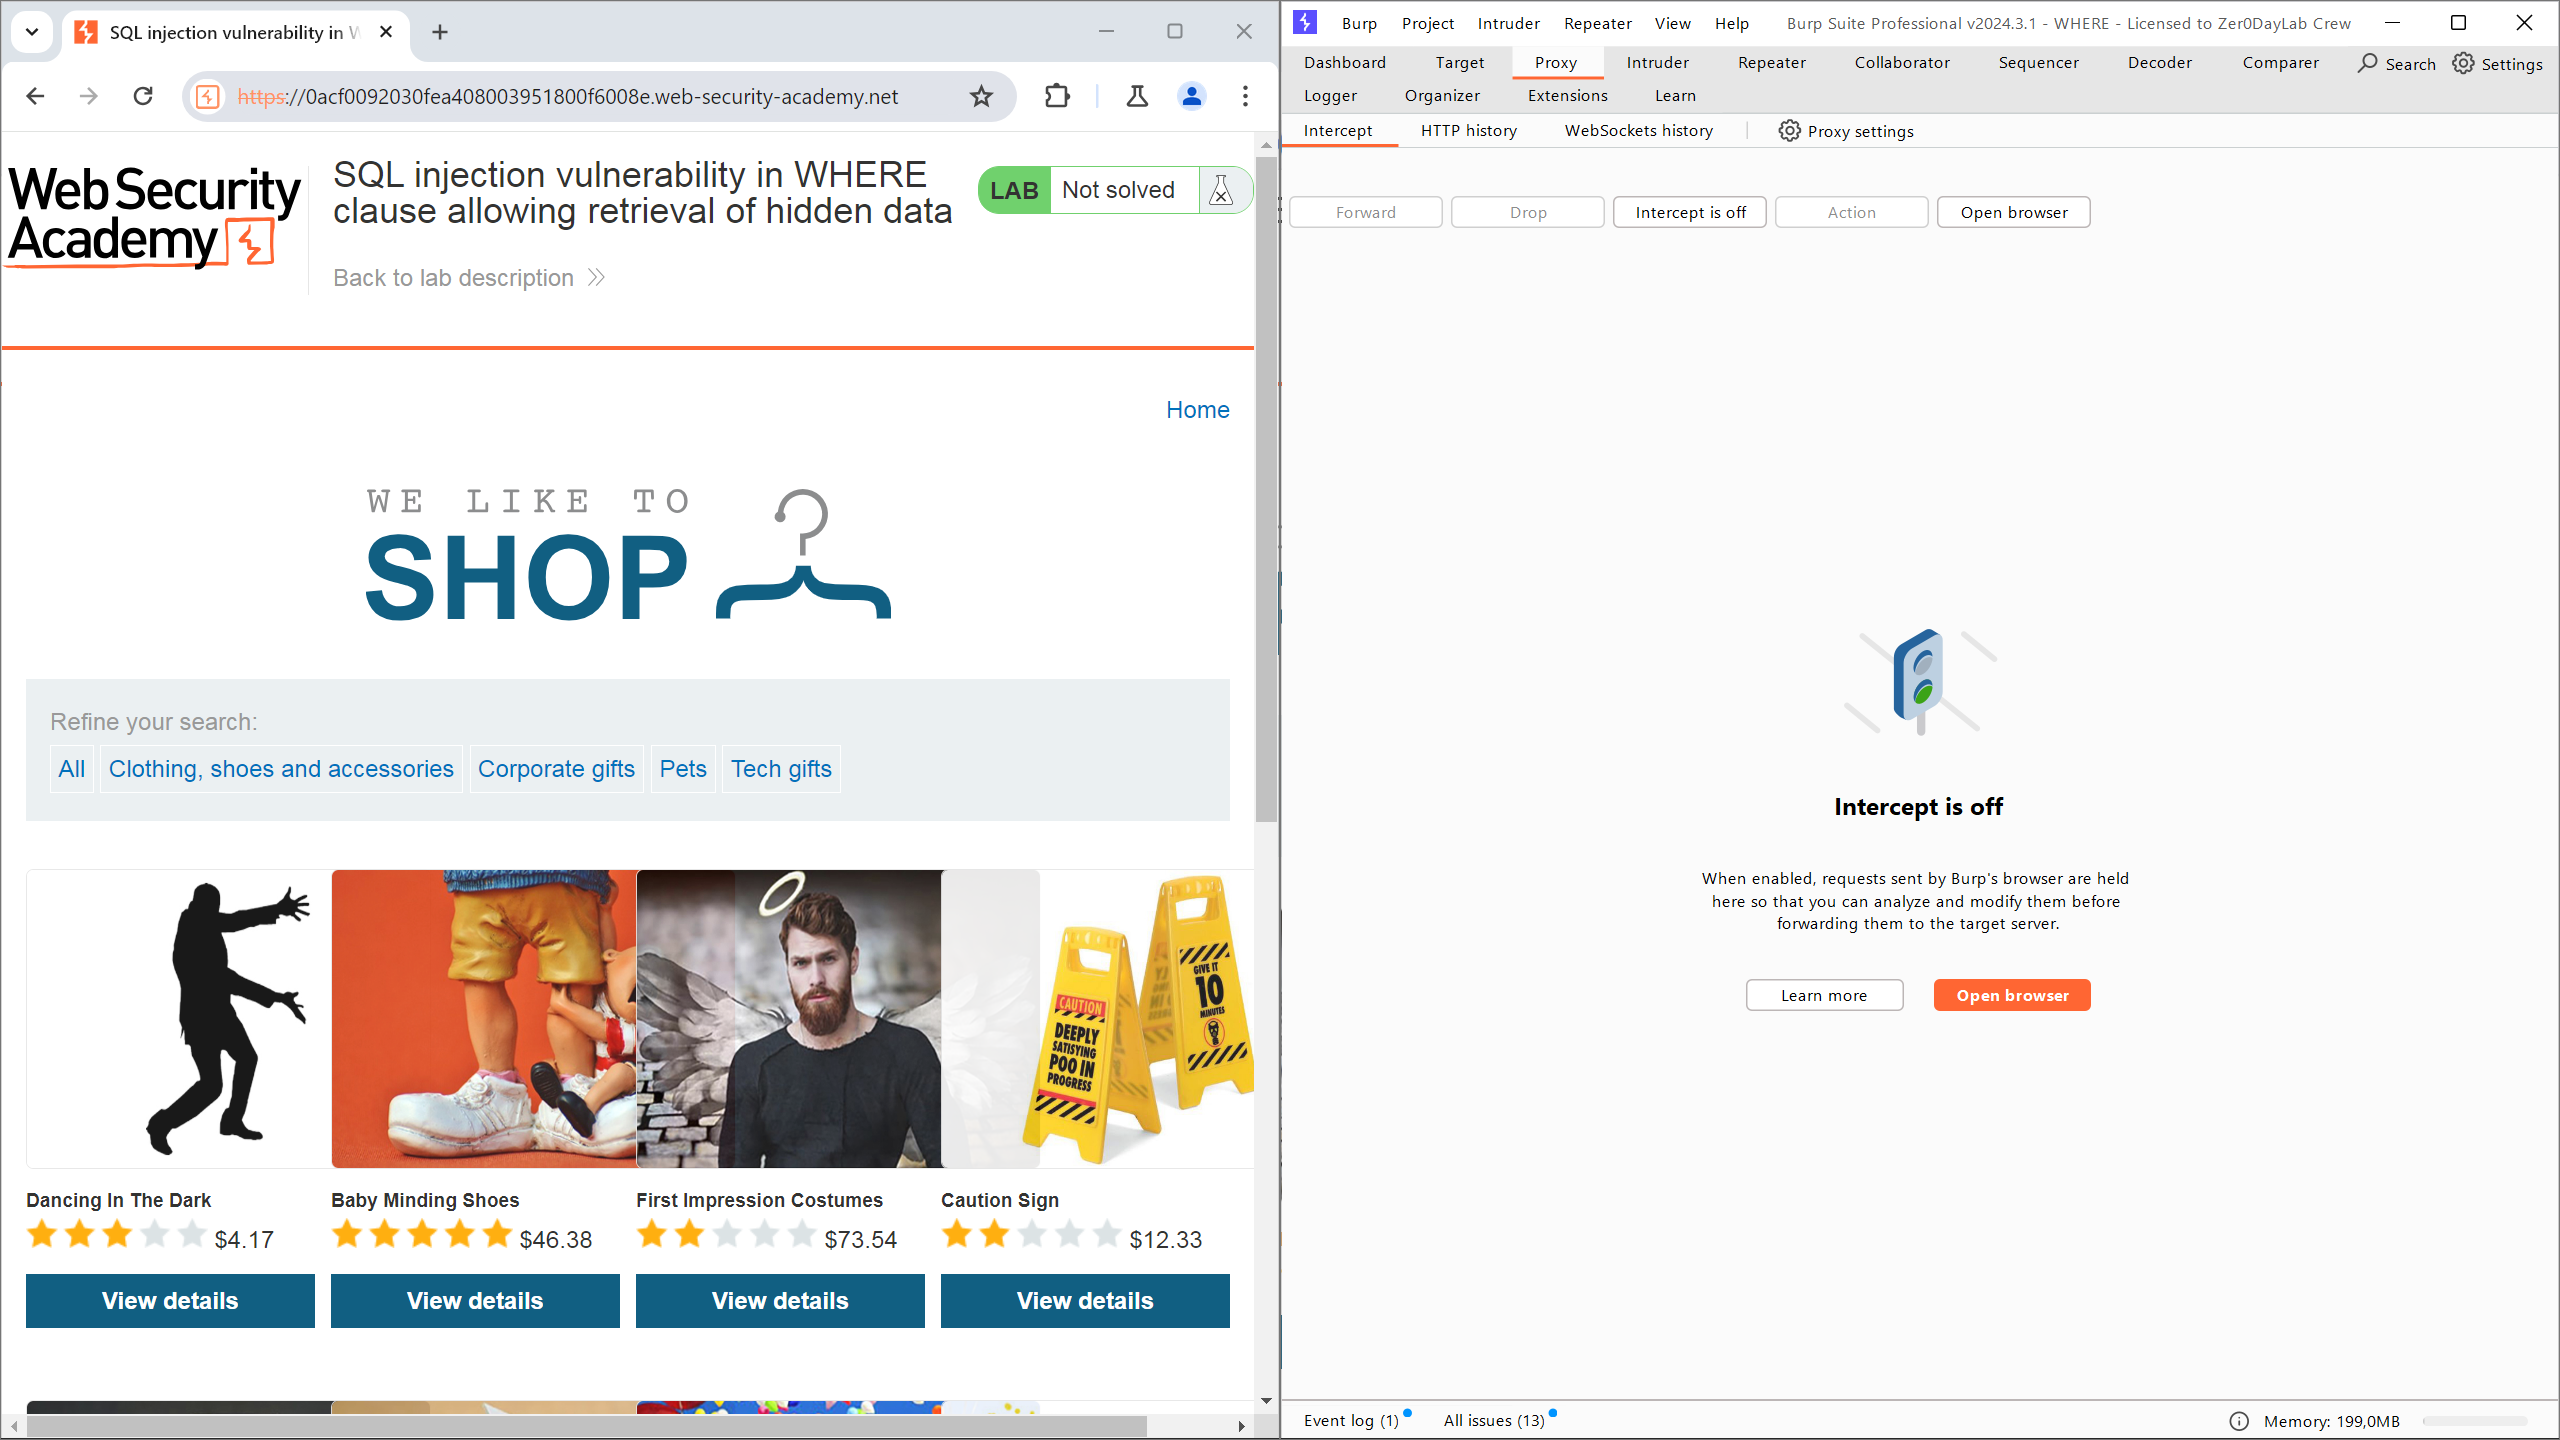 SQL injection vulnerability in W
https://0acf0092030fea408003951800f6008e.web-security-academy.net
Web Security
Academy
SQL injection vulnerability in WHERE
clause allowing retrieval of hidden data
LAB Not solved
Back to lab description
Home
WE LIKE TO
SHOP
Refine your search:
All Clothing, shoes and accessories Corporate gifts Pets Tech gifts
CAUTION
DEEPLY
SATISFYING
POO IN
PROGRESS
GIVE IT
10
MINUTES
Dancing In The Dark Baby Minding Shoes First Impression Costumes Caution Sign
$4.17 $46.38 $73.54 $12.33
View details View details View details View details
Burp Project Intruder Repeater View Help Burp Suite Professional v2024.3.1 - WHERE - Licensed to Zer0DayLab Crew
Dashboard Target Proxy Intruder Repeater Collaborator Sequencer Decoder Comparer Search Settings
Logger Organizer Extensions Learn
Intercept HTTP history WebSockets history Proxy settings
Forward Drop Intercept is off Action Open browser
Intercept is off
When enabled, requests sent by Burp's browser are held
here so that you can analyze and modify them before
forwarding them to the target server.
Learn more Open browser
Event log (1) All issues (13) Memory: 199,0MB